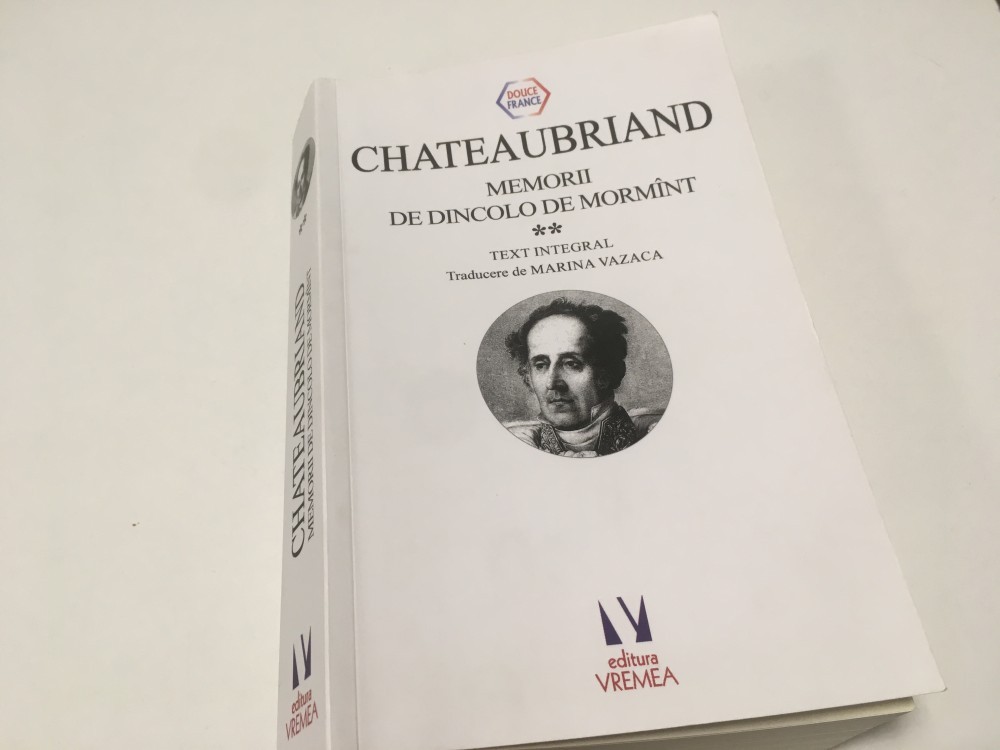 DOUCE
FRANCE
CHATEAUBRIAND
MEMORII
DE DINCOLO DE MORMÎNT
**
TEXT INTEGRAL
Traducere de MARINA VAZACA
editura
VREMEA
**
CHATEAUBRIAND
MEMORII DE DINCOLO DE MORMÎNT
editura
VREMEA